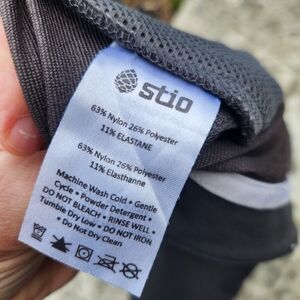 stio
63% Nylon 26% Polyester
11% ELASTANE
63% Nylon 26% Polyester
11% Elasthanne
Machine Wash Cold • Gentle
Cycle • Powder Detergent •
DO NOT BLEACH • RINSE WELL •
Tumble Dry Low • DO NOT IRON
• Do Not Dry Clean